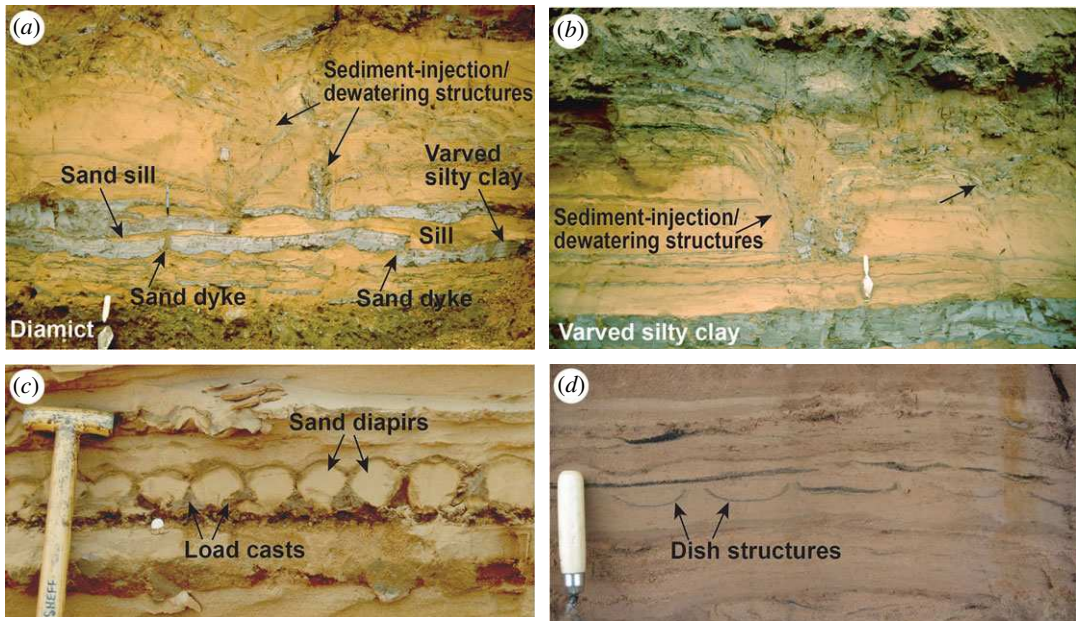 (a)
Sediment-injection/
dewatering structures
Varved
silty clay
Sand sill
Sill
Sand dyke
Sand dyke
Diamict
(b)
Sediment-injection/
dewatering structures
Varved silty clay
(c)
Sand diapirs
Load casts
SHEFF
(d)
Dish structures